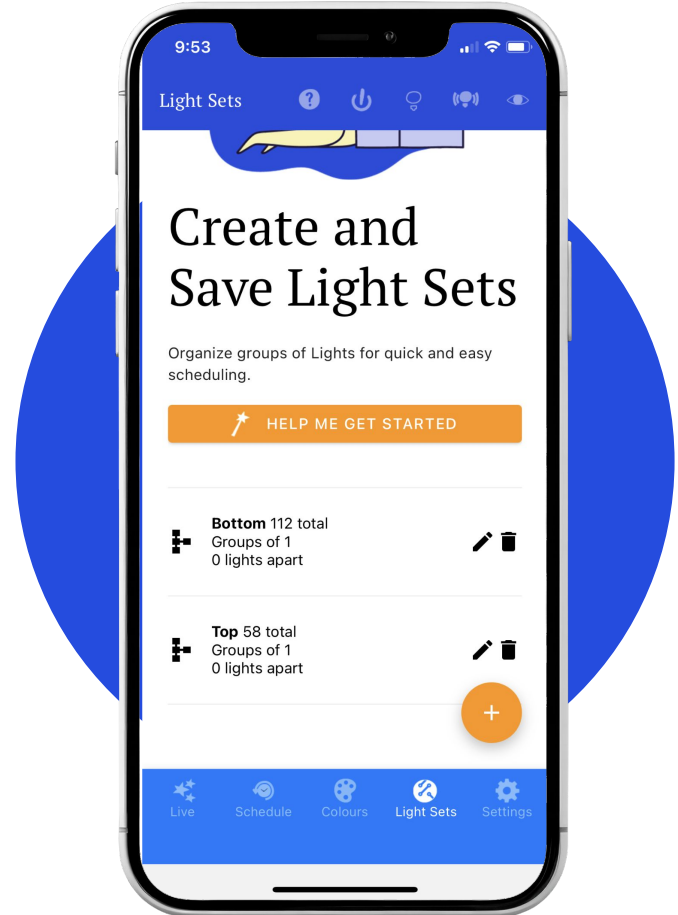 9:53
Light Sets
Create and
Save Light Sets
Organize groups of Lights for quick and easy
scheduling.
HELP ME GET STARTED
Bottom 112 total
Groups of 1
0 lights apart
Top 58 total
Groups of 1
0 lights apart
Live Schedule Colours Light Sets Settings